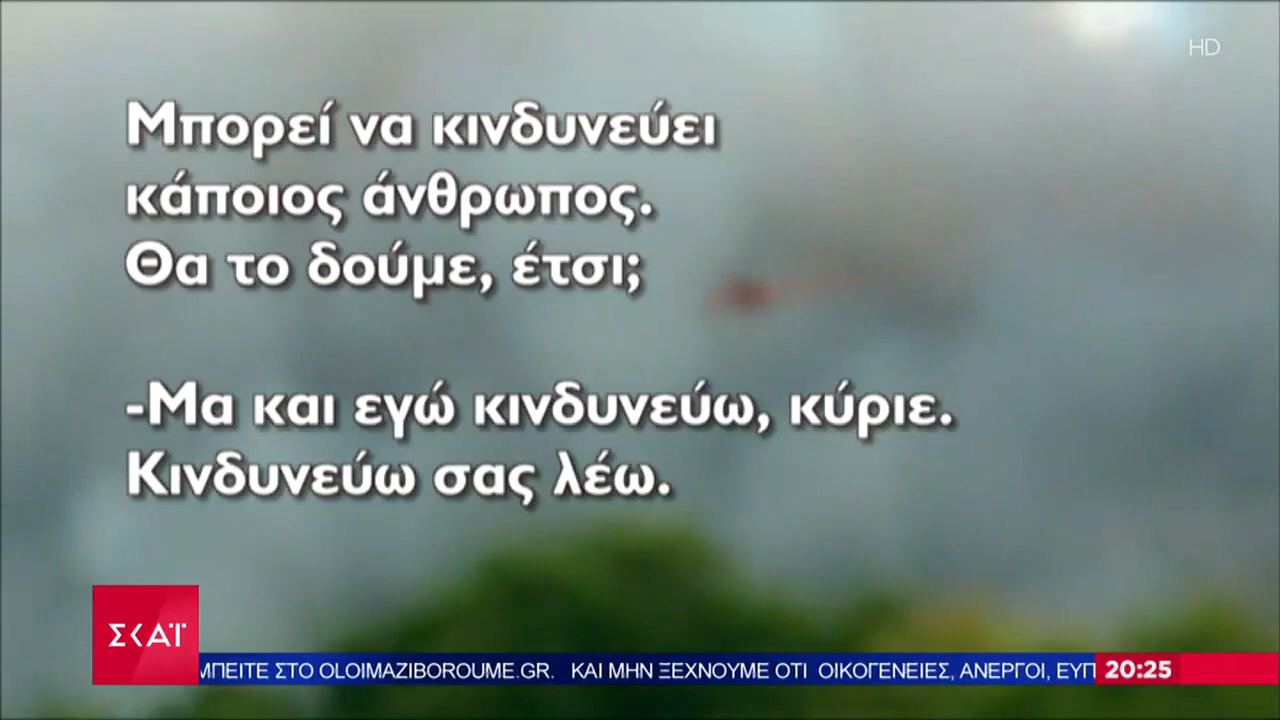 HD
Μπορεί να κινδυνεύει
κάποιος άνθρωπος.
Θα το δούμε, έτσι;
-Μα και εγώ κινδυνεύω, κύριε.
Κινδυνεύω σας λέω.
ΣΚΑΪ
ΜΠΕΙΤΕ ΣΤΟ OLOIMAZIBOROUME.GR. ΚΑΙ ΜΗΝ ΞΕΧΝΟΥΜΕ ΟΤΙ ΟΙΚΟΓΕΝΕΙΕΣ, ΑΝΕΡΓΟΙ, ΕΥΠ
20:25